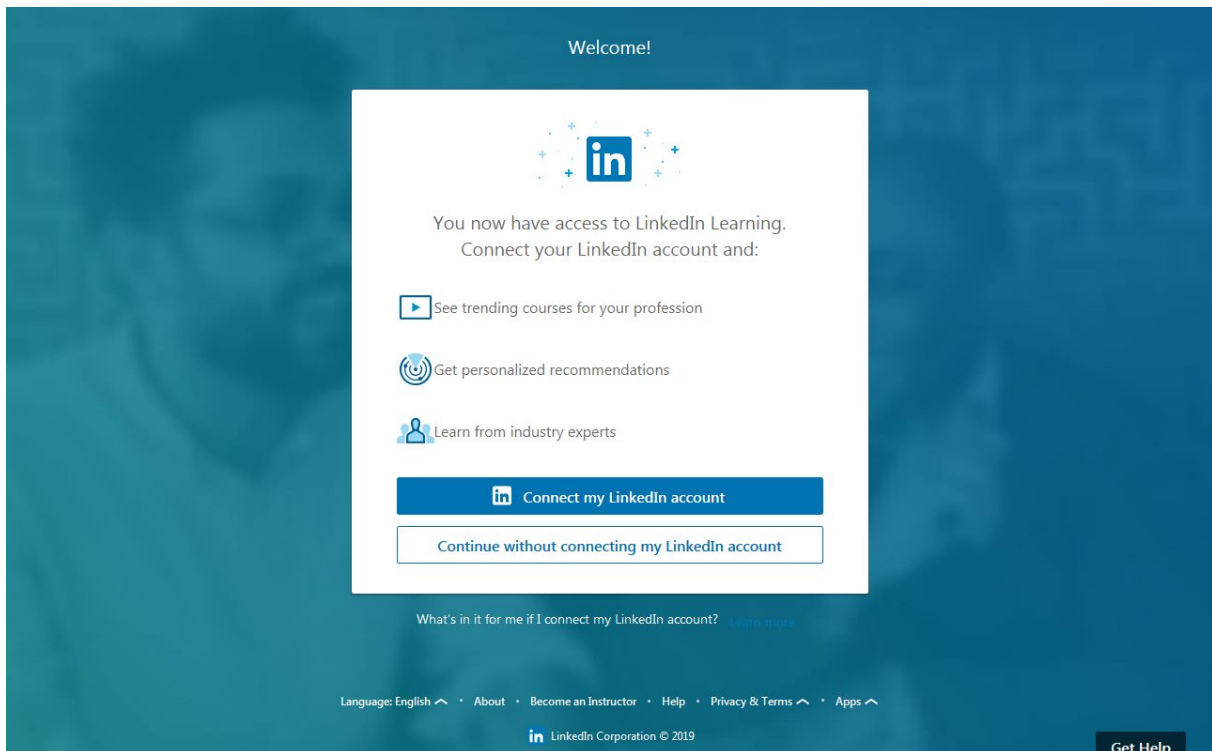 Welcome!
in
You now have access to LinkedIn Learning.
Connect your LinkedIn account and:
See trending courses for your profession
Get personalized recommendations
Learn from industry experts
in Connect my LinkedIn account
Continue without connecting my LinkedIn account
What's in it for me if I connect my LinkedIn account? Learn more
Language: English · About · Become an Instructor · Help · Privacy & Terms · Apps
in LinkedIn Corporation © 2019
Get Help